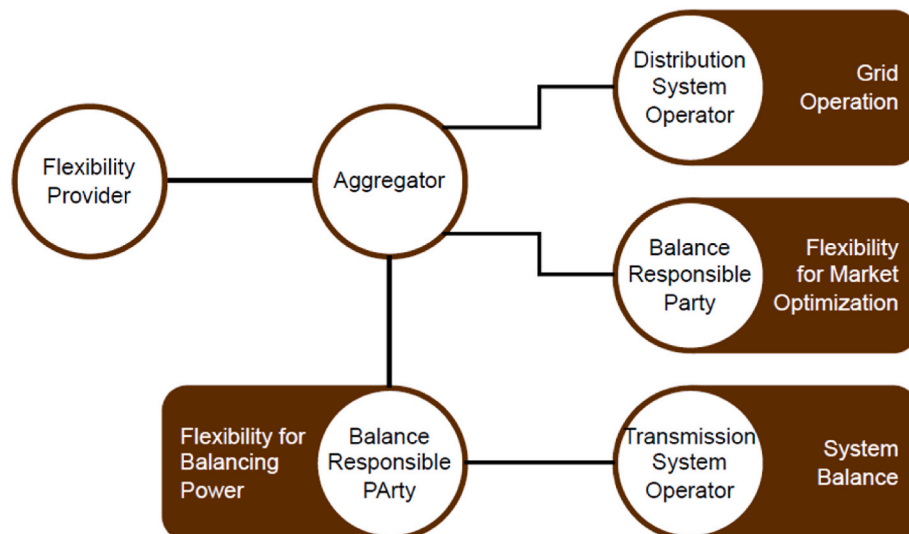 Distribution
System
Operator
Grid
Operation
Flexibility
Provider
Aggregator
Balance
Responsible
Party
Flexibility
for Market
Optimization
Flexibility for
Balancing
Power
Balance
Responsible
PArty
Transmission
System
Operator
System
Balance